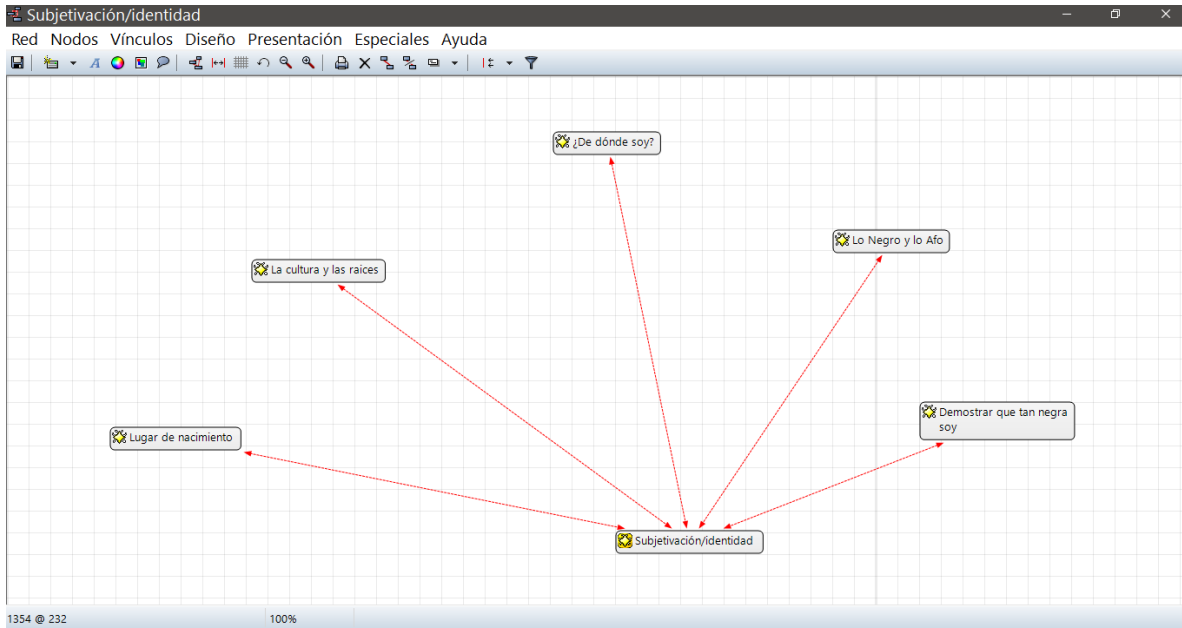 Subjetivación/identidad
Red Nodos Vínculos Diseño Presentación Especiales Ayuda
A
¿De dónde soy?
Lo Negro y lo Afo
La cultura y las raices
Demostrar que tan negra
soy
Lugar de nacimiento
Subjetivación/identidad
1354 @ 232
100%